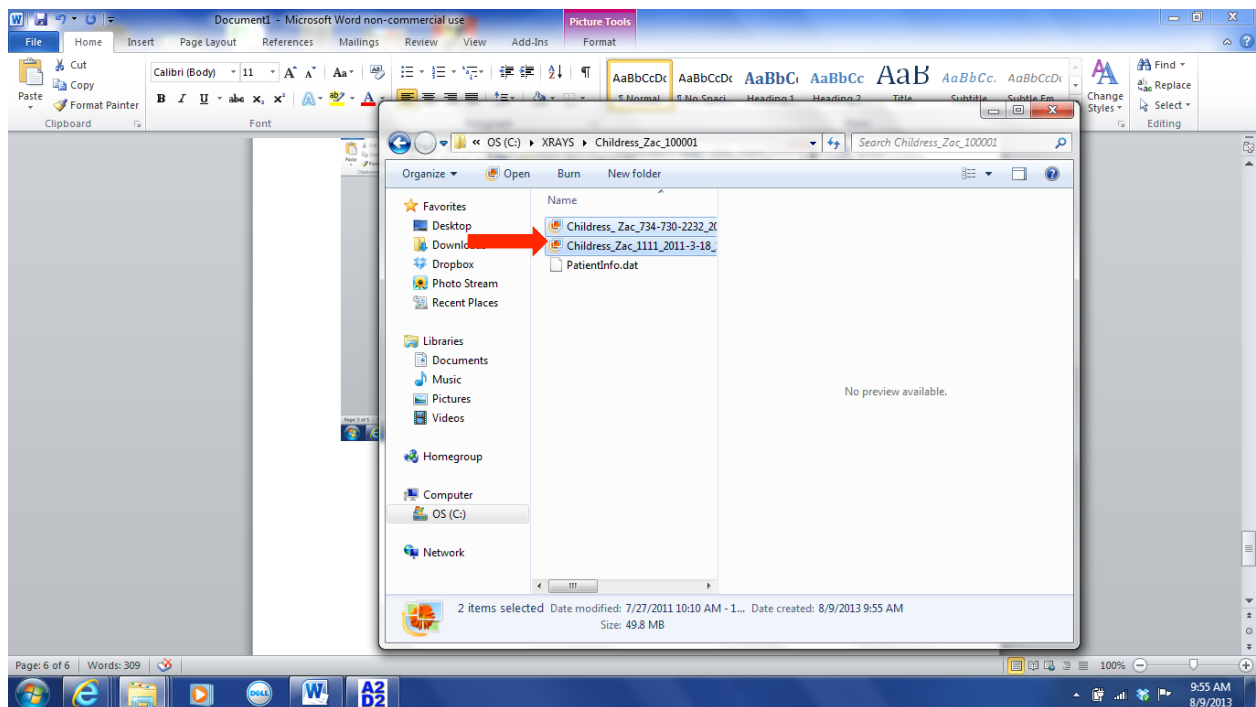 Document1 - Microsoft Word non-commercial use
Picture Tools
File Home Insert Page Layout References Mailings Review View Add-Ins Format
Paste
Cut
Copy
Format Painter
Clipboard
Calibri (Body) 11
Font
AaBbCcDc AaBbCcDc AaBbC AaBbCc AaB AaBbCc. AaBbCcDc
Change Styles
Find
Replace
Select
Editing
« OS (C:) XRAYS Childress_Zac_100001
Search Childress_Zac_100001
Organize Open Burn New folder
Favorites
Desktop
Dropbox
Photo Stream
Recent Places
Libraries
Documents
Music
Pictures
Videos
Homegroup
Computer
OS (C:)
Network
Name
Childress_ Zac_734-730-2232_20
Childress_Zac_1111_2011-3-18_
PatientInfo.dat
No preview available.
2 items selected Date modified: 7/27/2011 10:10 AM - 1... Date created: 8/9/2013 9:55 AM
Size: 49.8 MB
Page: 6 of 6 Words: 309
100%
DELL
W
A2
D2
9:55 AM
8/9/2013